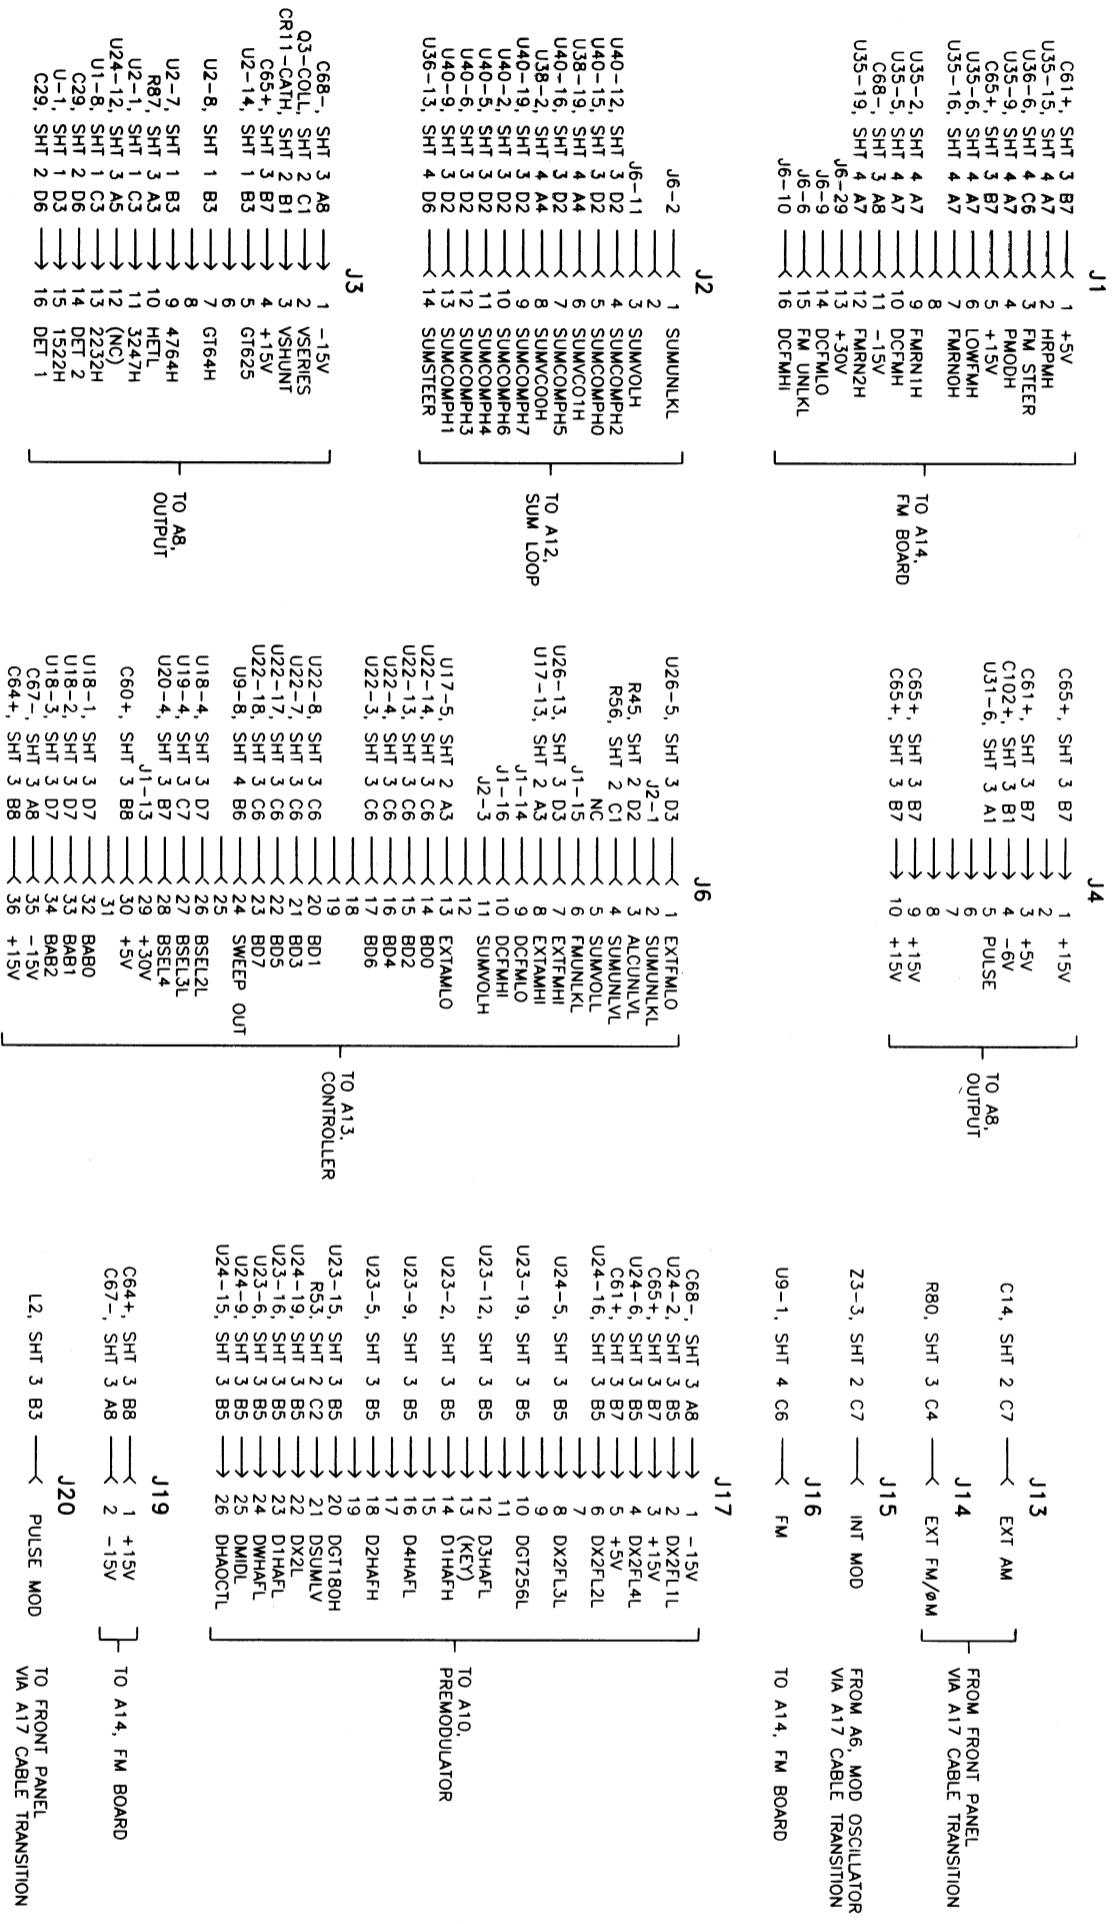 J1
C61+, SHT 3 B7 1 +5V
U35-15, SHT 4 A7 2 HRPMH
U36-6, SHT 4 C6 3 FM STEER
U35-9, SHT 4 A7 4 PMODH
C65+, SHT 3 B7 5 +15V
U35-6, SHT 4 A7 6 LOWFMH
U35-16, SHT 4 A7 7 FMRN0H
8
U35-2, SHT 4 A7 9 FMRN1H
U35-5, SHT 4 A7 10 DCFMH
C68-, SHT 3 A8 11 -15V
U35-19, SHT 4 A7 12 FMRN2H
J6-29 13 +30V
J6-9 14 DCFMLO
J6-6 15 FM UNLKL
J6-10 16 DCFMHI
TO A14,
FM BOARD
J2
J6-2 1 SUMUNLKL
2
J6-11 3 SUMVOLH
U40-12, SHT 3 D2 4 SUMCOMPH2
U40-15, SHT 3 D2 5 SUMCOMPH0
U38-19, SHT 4 A4 6 SUMVCO1H
U40-16, SHT 3 D2 7 SUMCOMPH5
U38-2, SHT 4 A4 8 SUMVCO0H
U40-19, SHT 3 D2 9 SUMCOMPH7
U40-2, SHT 3 D2 10 SUMCOMPH6
U40-5, SHT 3 D2 11 SUMCOMPH4
U40-6, SHT 3 D2 12 SUMCOMPH3
U40-9, SHT 3 D2 13 SUMCOMPH1
U36-13, SHT 4 D6 14 SUMSTEER
TO A12,
SUM LOOP
J3
C68-, SHT 3 A8 1 -15V
Q3-COLL, SHT 2 C1 2 VSERIES
CR11-CATH, SHT 2 B1 3 VSHUNT
C65+, SHT 3 B7 4 +15V
U2-14, SHT 1 B3 5 GT625
6
U2-8, SHT 1 B3 7 GT64H
8
U2-7, SHT 1 B3 9 4764H
R87, SHT 3 A3 10 HETL
U2-1, SHT 1 C3 11 3247H
U24-12, SHT 3 A5 12 (NC)
U1-8, SHT 1 C3 13 2232H
C29, SHT 2 D6 14 DET 2
U-1, SHT 1 D3 15 1522H
C29, SHT 2 D6 16 DET 1
TO A8,
OUTPUT
J4
C65+, SHT 3 B7 1 +15V
2
C61+, SHT 3 B7 3 +5V
C102+, SHT 3 B1 4 -6V
U31-6, SHT 3 A1 5 PULSE
6
7
8
C65+, SHT 3 B7 9 +15V
C65+, SHT 3 B7 10 +15V
TO A8,
OUTPUT
J6
U26-5, SHT 3 D3 1 EXTFMLO
J2-1 2 SUMUNLKL
R45, SHT 2 D2 3 ALCUNLVL
R56, SHT 2 C1 4 SUMUNLVL
NC 5 SUMVOLL
J1-15 6 FMUNLKL
U26-13, SHT 3 D3 7 EXTFMHI
U17-13, SHT 2 A3 8 EXTAMHI
J1-14 9 DCFMLO
J1-16 10 DCFMHI
J2-3 11 SUMVOLH
12
U17-5, SHT 2 A3 13 EXTAMLO
U22-14, SHT 3 C6 14 BD0
U22-13, SHT 3 C6 15 BD2
U22-4, SHT 3 C6 16 BD4
U22-3, SHT 3 C6 17 BD6
18
19
U22-8, SHT 3 C6 20 BD1
U22-7, SHT 3 C6 21 BD3
U22-17, SHT 3 C6 22 BD5
U22-18, SHT 3 C6 23 BD7
U9-8, SHT 4 B6 24 SWEEP OUT
25
U18-4, SHT 3 D7 26 BSEL2L
U19-4, SHT 3 C7 27 BSEL3L
U20-4, SHT 3 B7 28 BSEL4
J1-13 29 +30V
C60+, SHT 3 B8 30 +5V
31
U18-1, SHT 3 D7 32 BAB0
U18-2, SHT 3 D7 33 BAB1
U18-3, SHT 3 D7 34 BAB2
C67-, SHT 3 A8 35 -15V
C64+, SHT 3 B8 36 +15V
TO A13,
CONTROLLER
J13
C14, SHT 2 C7 EXT AM
J14
R80, SHT 3 C4 EXT FM/ØM
FROM FRONT PANEL
VIA A17 CABLE TRANSITION
J15
Z3-3, SHT 2 C7 INT MOD
FROM A6, MOD OSCILLATOR
VIA A17 CABLE TRANSITION
J16
U9-1, SHT 4 C6 FM TO A14, FM BOARD
J17
C68-, SHT 3 A8 1 -15V
U24-2, SHT 3 B5 2 DX2FL1L
C65+, SHT 3 B7 3 +15V
U24-6, SHT 3 B5 4 DX2FL4L
C61+, SHT 3 B7 5 +5V
U24-16, SHT 3 B5 6 DX2FL2L
7
U24-5, SHT 3 B5 8 DX2FL3L
9
U23-19, SHT 3 B5 10 DGT256L
11
U23-12, SHT 3 B5 12 D3HAFL
13 (KEY)
U23-2, SHT 3 B5 14 D1HAFH
15
U23-9, SHT 3 B5 16 D4HAFL
17
U23-5, SHT 3 B5 18 D2HAFH
19
U23-15, SHT 3 B5 20 DGT180H
R53, SHT 2 C2 21 DSUMLV
U24-19, SHT 3 B5 22 DX2L
U23-16, SHT 3 B5 23 D1HAFL
U23-6, SHT 3 B5 24 DWHAFL
U24-9, SHT 3 B5 25 DMIDL
U24-15, SHT 3 B5 26 DHAOCTL
TO A10,
PREMODULATOR
J19
C64+, SHT 3 B8 1 +15V
C67-, SHT 3 A8 2 -15V
TO A14, FM BOARD
J20
L2, SHT 3 B3 PULSE MOD
TO FRONT PANEL
VIA A17 CABLE TRANSITION